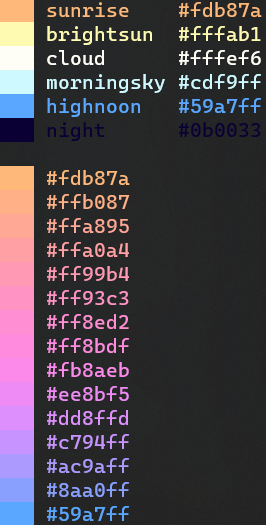 sunrise #fdb87a
brightsun #fffab1
cloud #fffef6
morningsky #cdf9ff
highnoon #59a7ff
night #0b0033
#fdb87a
#ffb087
#ffa895
#ffa0a4
#ff99b4
#ff93c3
#ff8ed2
#ff8bdf
#fb8aeb
#ee8bf5
#dd8ffd
#c794ff
#ac9aff
#8aa0ff
#59a7ff